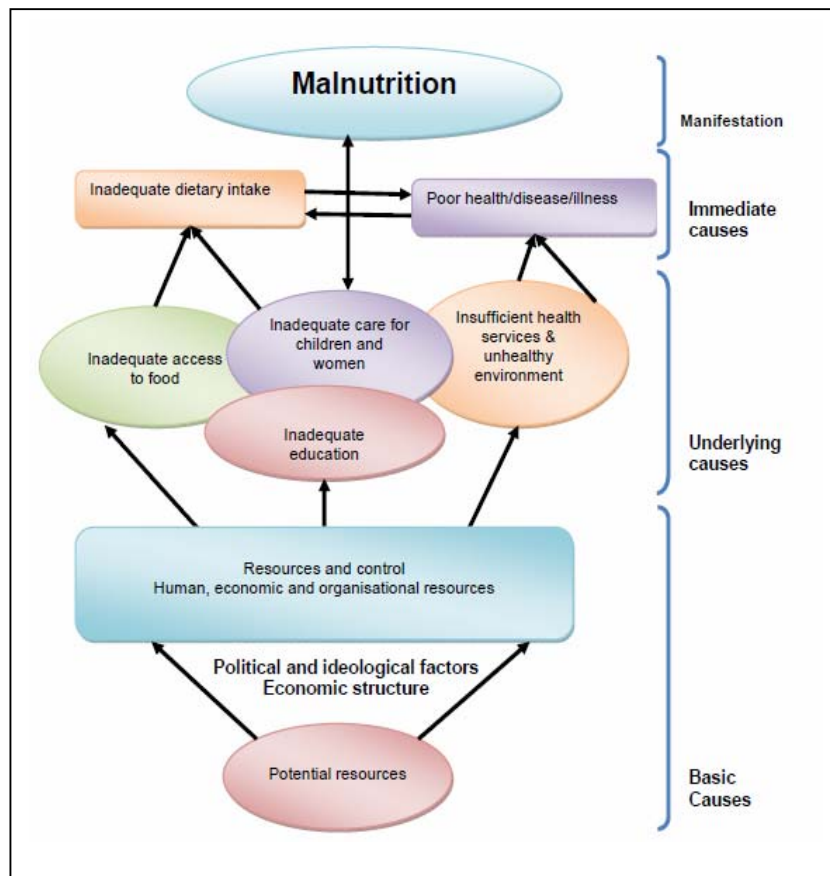 Malnutrition
Manifestation
Inadequate dietary intake
Poor health/disease/illness
Immediate
causes
Inadequate access
to food
Inadequate care for
children and
women
Insufficient health
services &
unhealthy
environment
Inadequate
education
Underlying
causes
Resources and control
Human, economic and organisational resources
Political and ideological factors
Economic structure
Potential resources
Basic
Causes